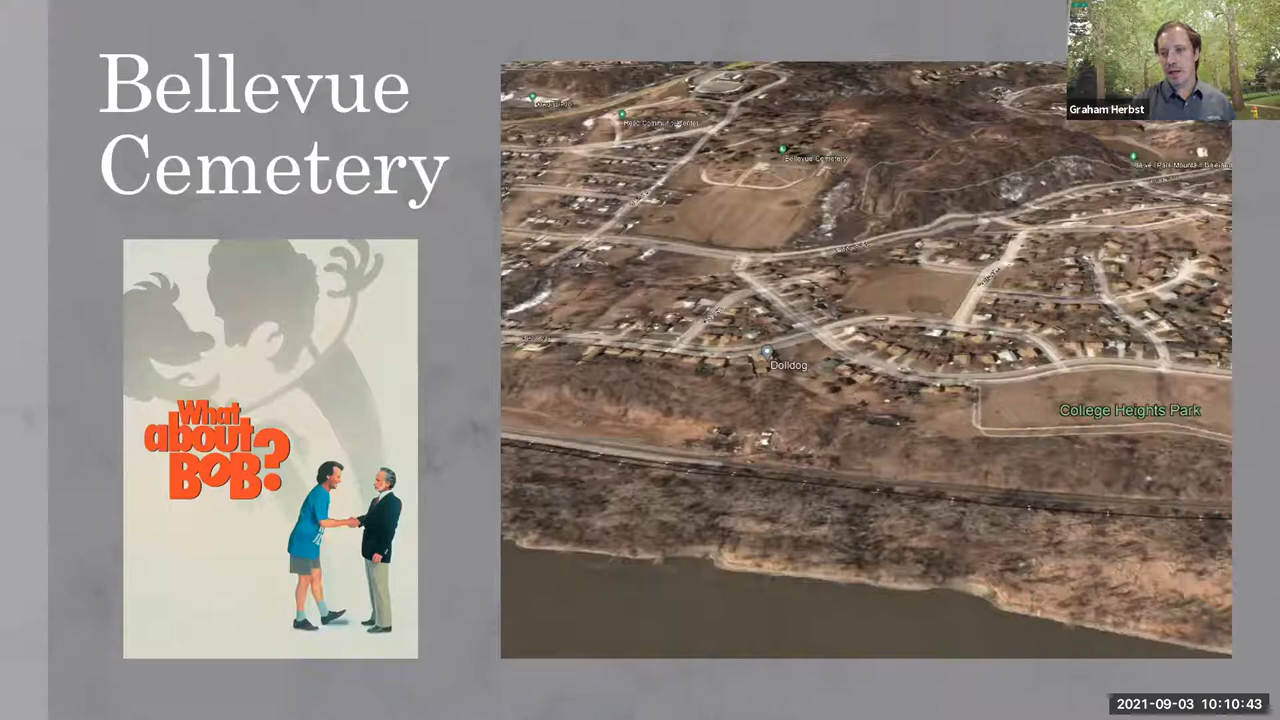 Bellevue
Cemetery
What
about
BOB?
Bellevue Cemetery
Dolldog
College Heights Park
Graham Herbst
2021-09-03 10:10:43